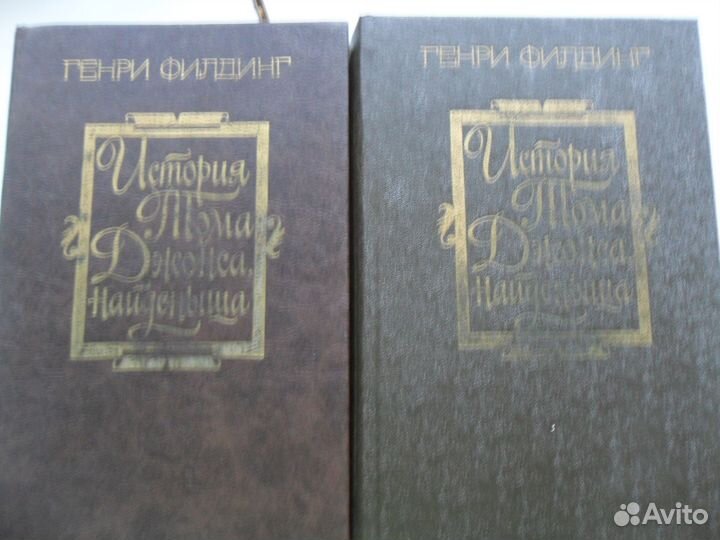 ГЕНРИ ФИЛДИНГ
История
Тома
Джонса,
найденыша
ГЕНРИ ФИЛДИНГ
История
Тома
Джонса,
найденыша
Avito